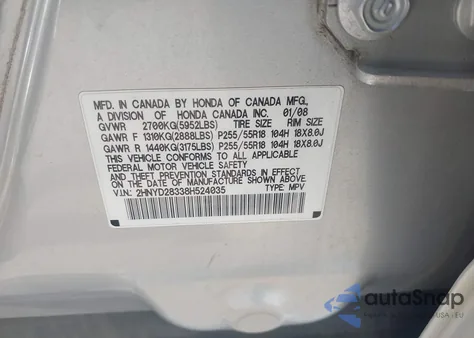 MFD. IN CANADA BY HONDA OF CANADA MFG.,
A DIVISION OF HONDA CANADA INC. 01/08
GVWR 2700KG(5952LBS) TIRE SIZE RIM SIZE
GAWR F 1310KG(2888LBS) P255/55R18 104H 18X8.0J
GAWR R 1440KG(3175LBS) P255/55R18 104H 18X8.0J
THIS VEHICLE CONFORMS TO ALL APPLICABLE
FEDERAL MOTOR VEHICLE SAFETY
AND THEFT PREVENTION STANDARDS IN EFFECT
ON THE DATE OF MANUFACTURE SHOWN ABOVE.
V.I.N: 2HNYD28338H524035 TYPE: MPV
autoSnap